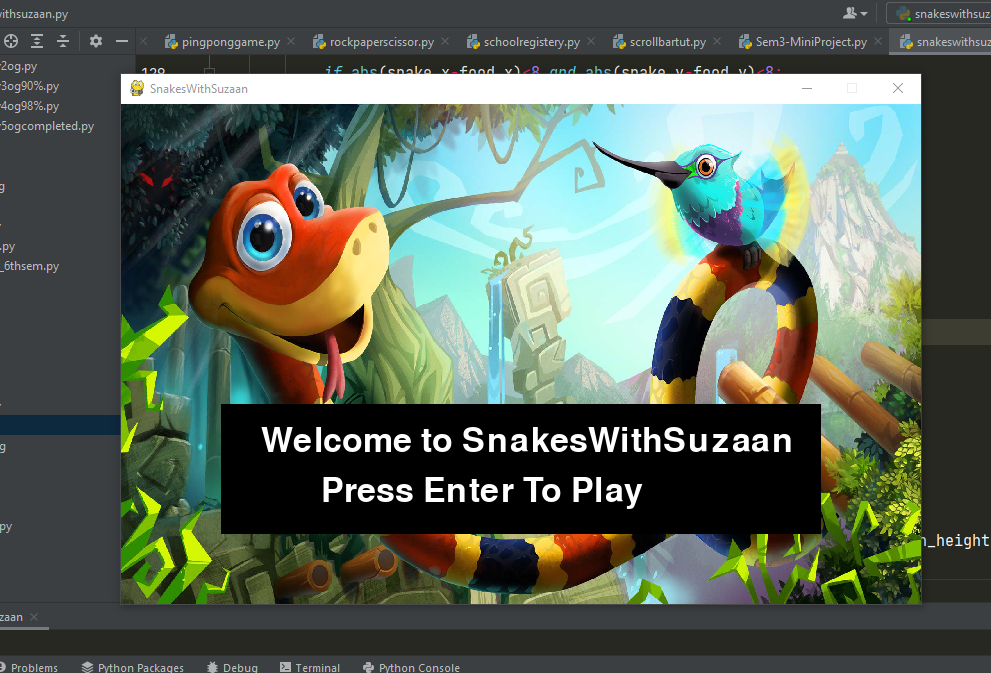 withsuzaan.py
snakeswithsuz
pingponggame.py
rockpaperscissor.py
schoolregistery.py
scrollbartut.py
Sem3-MiniProject.py
snakeswithsuz
2og.py
3og90%.py
4og98%.py
5ogcompleted.py
g
.py
_6thsem.py
g
py
128
if abs(snake_x-food_x)<8 and abs(snake_y-food_y)<8:
SnakesWithSuzaan
Welcome to SnakesWithSuzaan
Press Enter To Play
n_height
zaan
Problems
Python Packages
Debug
Terminal
Python Console